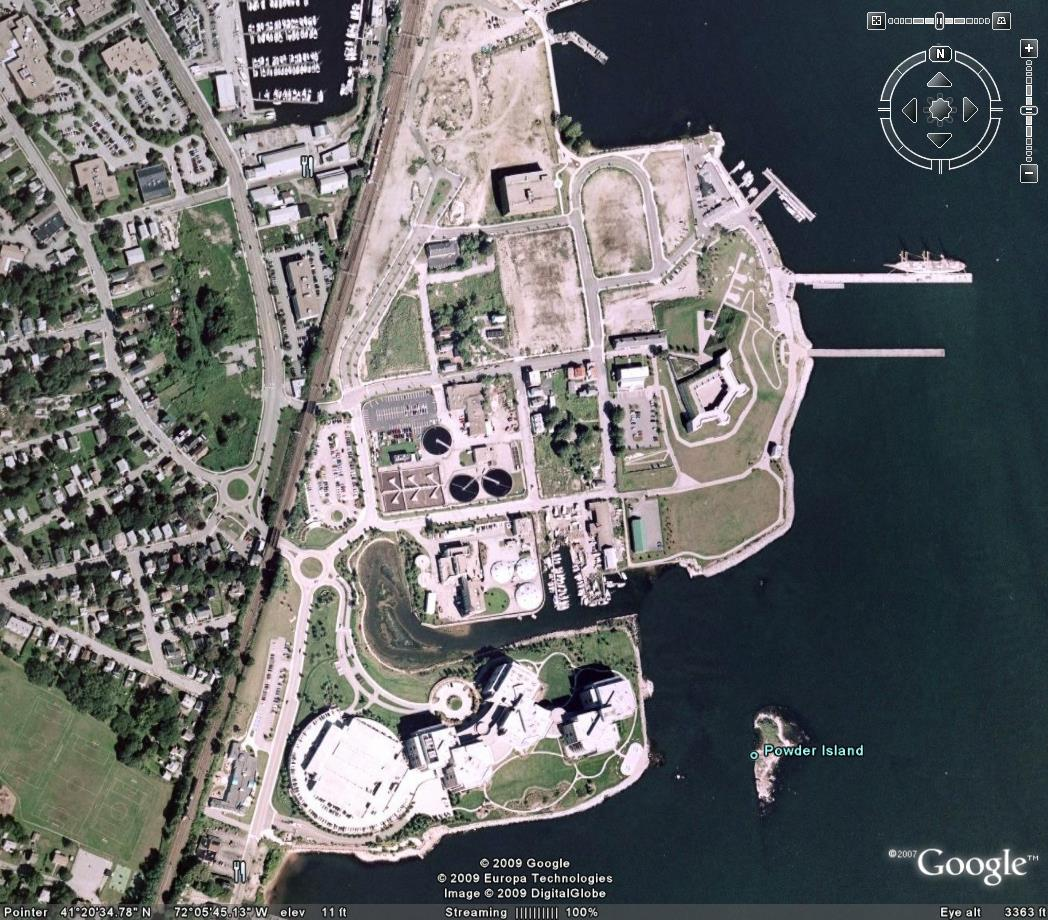 N
Powder Island
©2007 Google™
© 2009 Google
© 2009 Europa Technologies
Image © 2009 DigitalGlobe
Pointer 41°20'34.78" N 72°05'45.13" W elev 11 ft Streaming |||||||||| 100% Eye alt 3363 ft